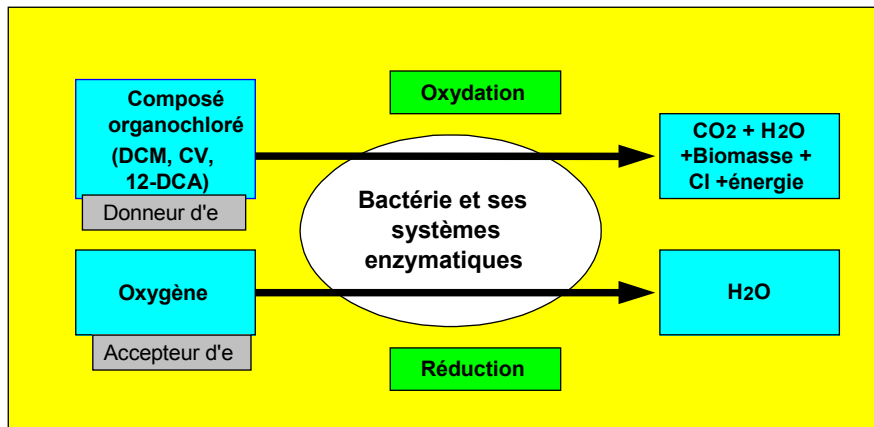 Oxydation
Composé
organochloré
(DCM, CV,
12-DCA)
Donneur d'e
CO2 + H2O
+Biomasse +
Cl +énergie
Bactérie et ses
systèmes
enzymatiques
Oxygène
Accepteur d'e
H2O
Réduction